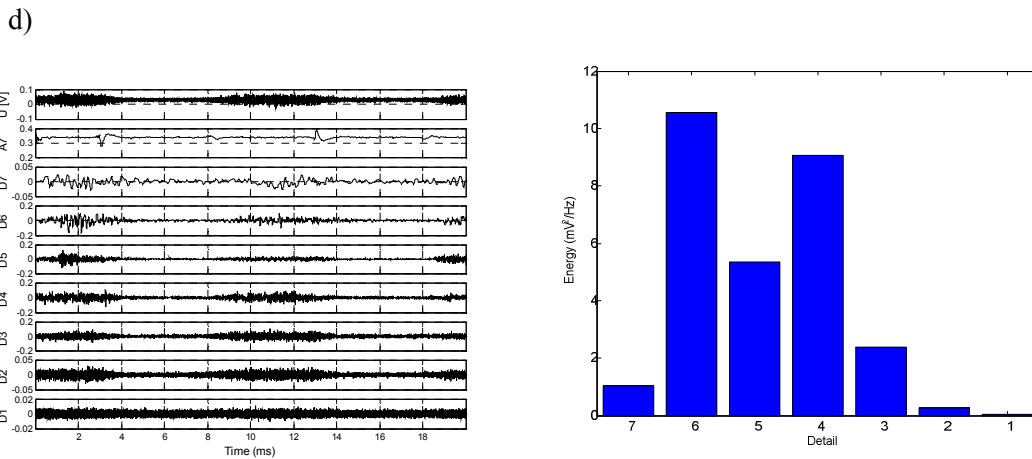 d)
U [V]
0.1
0
-0.1
A7
0.4
0.3
0.2
D7
0.05
0
-0.05
D6
0.2
0
-0.2
D5
0.2
0
-0.2
D4
0.2
0
-0.2
D3
0.2
0
-0.2
D2
0.05
0
-0.05
D1
0.02
0
-0.02
2 4 6 8 10 12 14 16 18
Time (ms)
Energy (mV²/Hz)
12
10
8
6
4
2
0
7 6 5 4 3 2 1
Detail